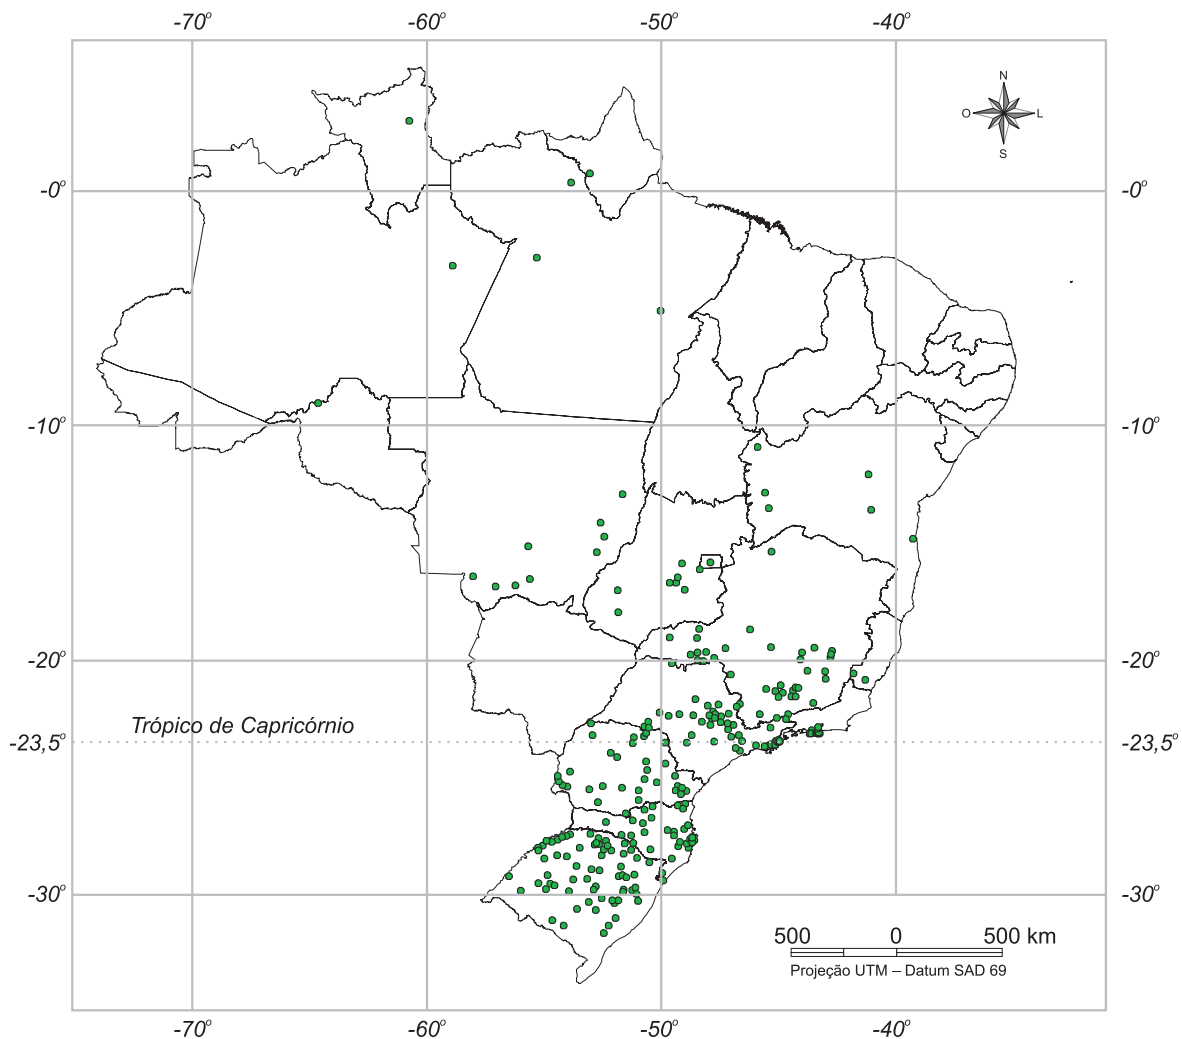 -70º -60º -50º -40º
N
O L
S
-0º -0º
-10º -10º
-20º -20º
Trópico de Capricórnio
-23,5º -23,5º
-30º -30º
500 0 500 km
Projeção UTM – Datum SAD 69
-70º -60º -50º -40º